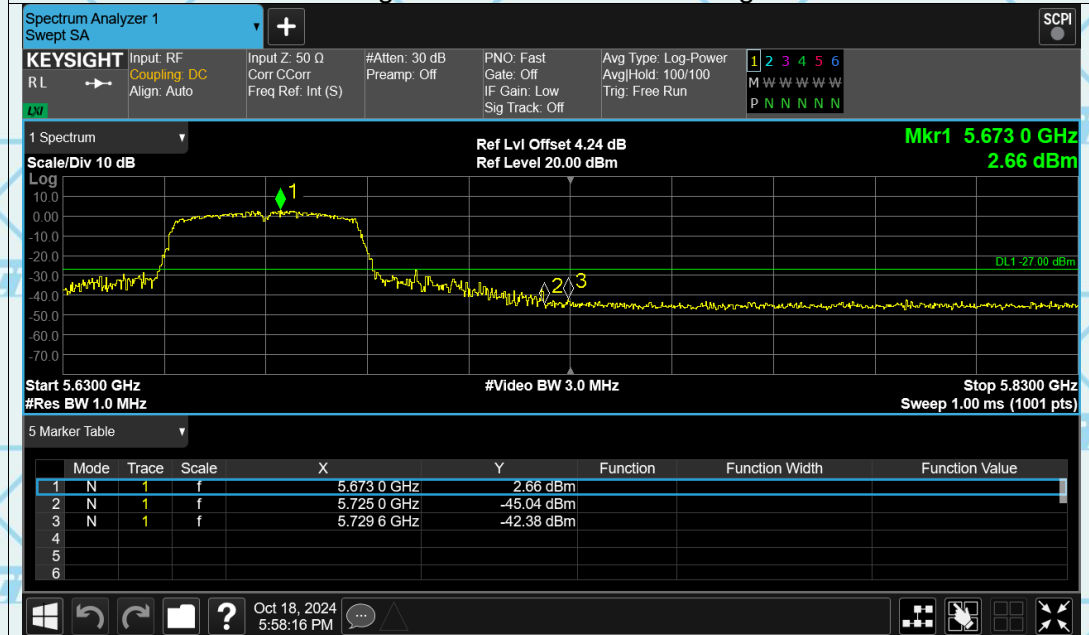 Spectrum Analyzer 1
Swept SA
+
SCPI
KEYSIGHT Input: RF Input Z: 50 Ω #Atten: 30 dB PNO: Fast Avg Type: Log-Power 1 2 3 4 5 6
RL Coupling: DC Corr CCorr Preamp: Off Gate: Off Avg|Hold: 100/100 M W W W W W
Align: Auto Freq Ref: Int (S) IF Gain: Low Trig: Free Run
LXI Sig Track: Off P N N N N N
1 Spectrum Ref Lvl Offset 4.24 dB Mkr1 5.673 0 GHz
Scale/Div 10 dB Ref Level 20.00 dBm 2.66 dBm
Log
1
10.0
0.00
-10.0
-20.0
DL1 -27.00 dBm
-30.0
2 3
-40.0
-50.0
-60.0
-70.0
Start 5.6300 GHz #Video BW 3.0 MHz Stop 5.8300 GHz
#Res BW 1.0 MHz Sweep 1.00 ms (1001 pts)
5 Marker Table
Mode Trace Scale X Y Function Function Width Function Value
1 N 1 f 5.673 0 GHz 2.66 dBm
2 N 1 f 5.725 0 GHz -45.04 dBm
3 N 1 f 5.729 6 GHz -42.38 dBm
4
5
6
? Oct 18, 2024
5:58:16 PM